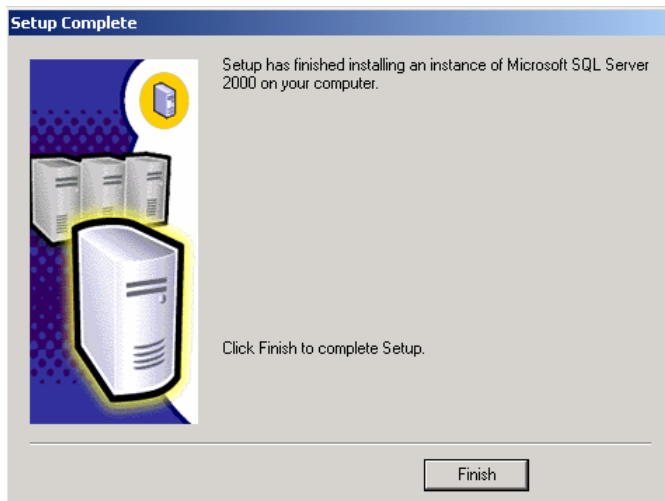 Setup Complete
Setup has finished installing an instance of Microsoft SQL Server
2000 on your computer.
Click Finish to complete Setup.
Finish